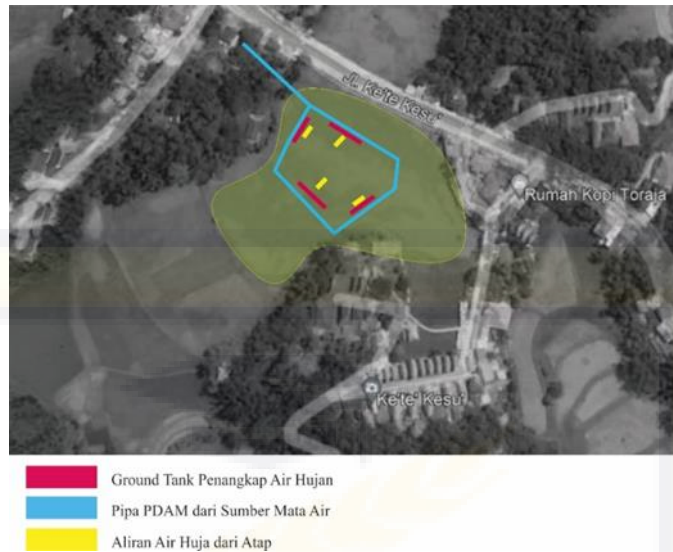 Jl. Ke'te Kesu'
Rumah Kopi Toraja
Ke'te' Kesu'
Ground Tank Penangkap Air Hujan
Pipa PDAM dari Sumber Mata Air
Aliran Air Huja dari Atap